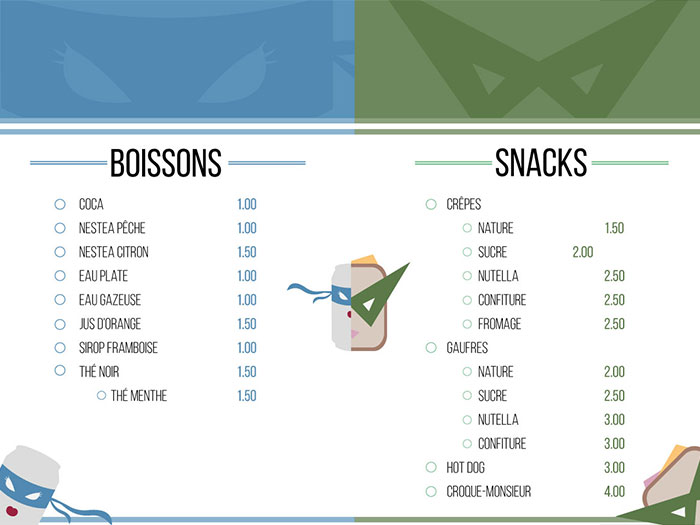 BOISSONS
COCA 1.00
NESTEA PÊCHE 1.00
NESTEA CITRON 1.50
EAU PLATE 1.00
EAU GAZEUSE 1.00
JUS D'ORANGE 1.50
SIROP FRAMBOISE 1.00
THÉ NOIR 1.50
THÉ MENTHE 1.50
SNACKS
CRÊPES
NATURE 1.50
SUCRE 2.00
NUTELLA 2.50
CONFITURE 2.50
FROMAGE 2.50
GAUFRES
NATURE 2.00
SUCRE 2.50
NUTELLA 3.00
CONFITURE 3.00
HOT DOG 3.00
CROQUE-MONSIEUR 4.00